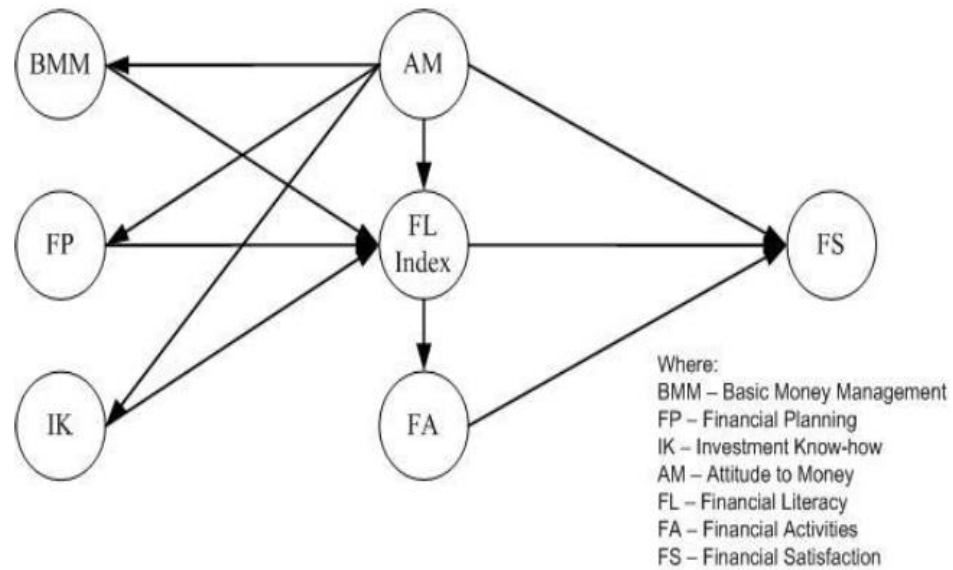 BMM
AM
FP
FL
Index
FS
IK
FA
Where:
BMM – Basic Money Management
FP – Financial Planning
IK – Investment Know-how
AM – Attitude to Money
FL – Financial Literacy
FA – Financial Activities
FS – Financial Satisfaction